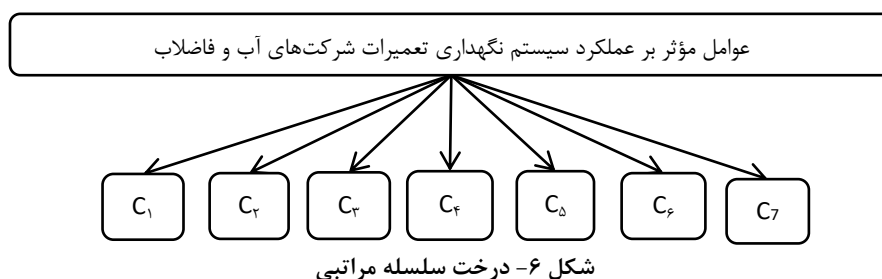 عوامل مؤثر بر عملکرد سیستم نگهداری تعمیرات شرکت‌های آب و فاضلاب
C۱ C۲ C۳ C۴ C۵ C۶ C7
شکل ۶- درخت سلسله مراتبی